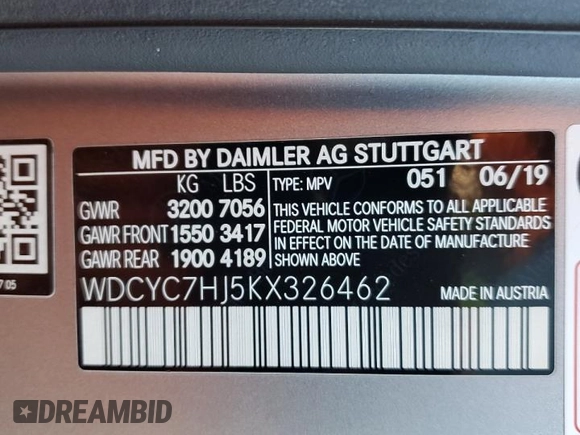 MFD BY DAIMLER AG STUTTGART
KG LBS TYPE: MPV 051 06/19
GVWR 3200 7056
GAWR FRONT 1550 3417
GAWR REAR 1900 4189
THIS VEHICLE CONFORMS TO ALL APPLICABLE
FEDERAL MOTOR VEHICLE SAFETY STANDARDS
IN EFFECT ON THE DATE OF MANUFACTURE
SHOWN ABOVE.
WDCYC7HJ5KX326462 MADE IN AUSTRIA
7 05
DREAMBID